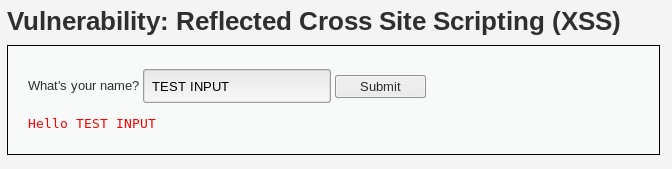 Vulnerability: Reflected Cross Site Scripting (XSS)
What's your name? TEST INPUT Submit
Hello TEST INPUT